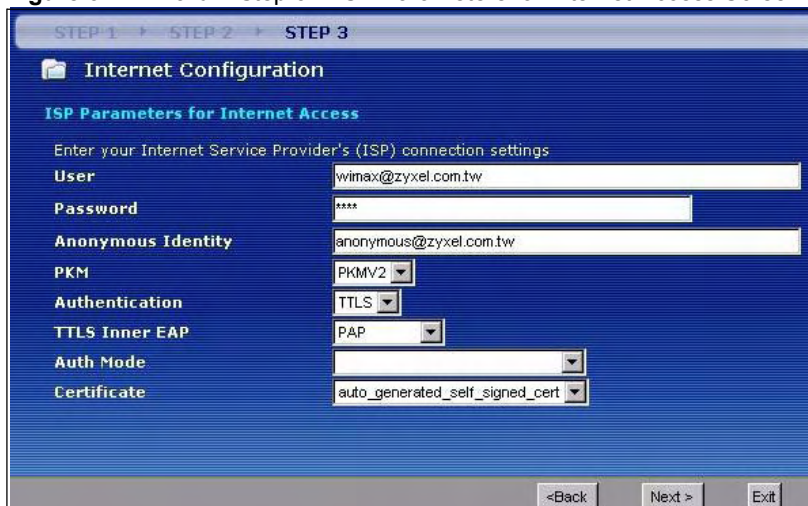 STEP 1 STEP 2 STEP 3
Internet Configuration
ISP Parameters for Internet Access
Enter your Internet Service Provider's (ISP) connection settings
User wimax@zyxel.com.tw
Password ****
Anonymous Identity anonymous@zyxel.com.tw
PKM PKMV2
Authentication TTLS
TTLS Inner EAP PAP
Auth Mode
Certificate auto_generated_self_signed_cert
<Back Next > Exit